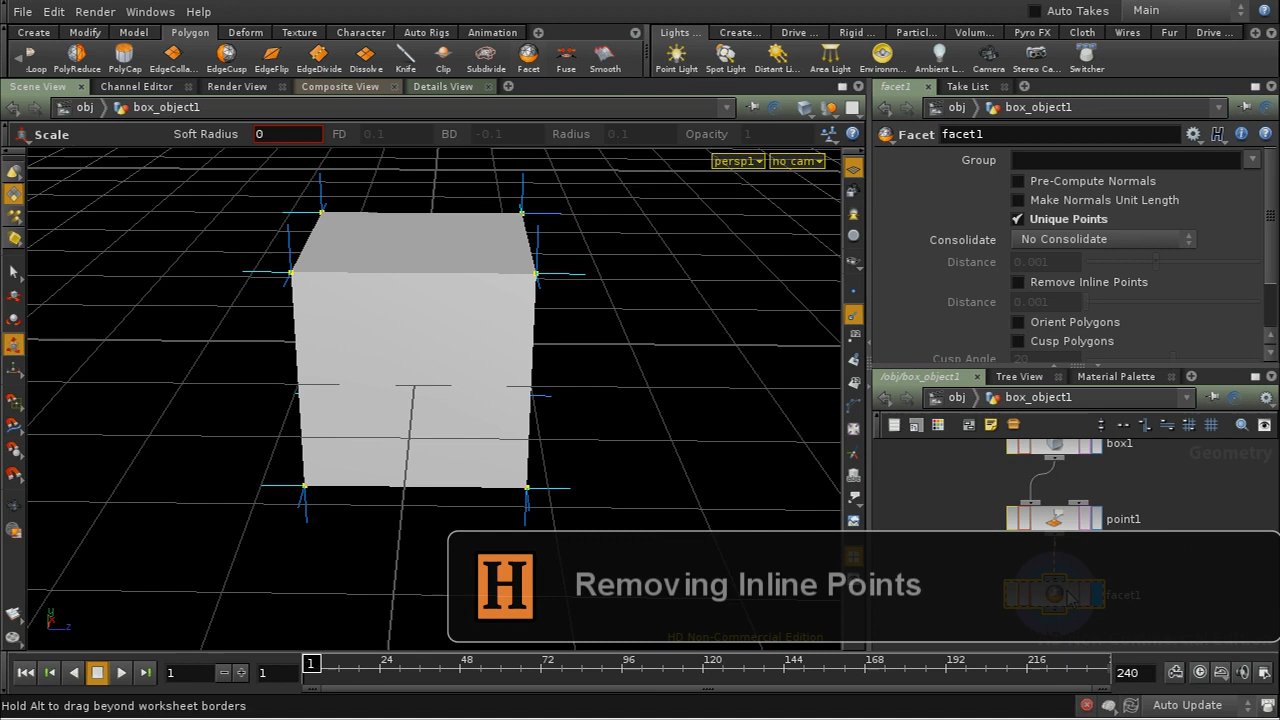 File Edit Render Windows Help Auto Takes Main
Create Modify Model Polygon Deform Texture Character Auto Rigs Animation Lights ... Create... Drive ... Rigid ... Particl... Volum... Pyro FX Cloth Wires Fur Drive ...
:Loop PolyReduce PolyCap EdgeColla... EdgeCusp EdgeFlip EdgeDivide Dissolve Knife Clip Subdivide Facet Fuse Smooth Point Light Spot Light Distant Li... Area Light Environm... Ambient L... Camera Stereo Ca... Switcher
Scene View Channel Editor Render View Composite View Details View facet1 Take List
obj box_object1 obj box_object1
Scale Soft Radius 0 FD 0.1 BD -0.1 Radius 0.1 Opacity 1 Facet facet1
persp1 no cam
Group
Pre-Compute Normals
Make Normals Unit Length
Unique Points
Consolidate No Consolidate
Distance 0.001
Remove Inline Points
Distance 0.001
Orient Polygons
Cusp Polygons
Cusp Angle 20
/obj/box_object1 Tree View Material Palette
obj box_object1
box1
Geometry
point1
H Removing Inline Points
facet1
HD Non-Commercial Edition
y
x z
1 1 1 24 48 72 96 120 144 168 192 216 240
Hold Alt to drag beyond worksheet borders Auto Update